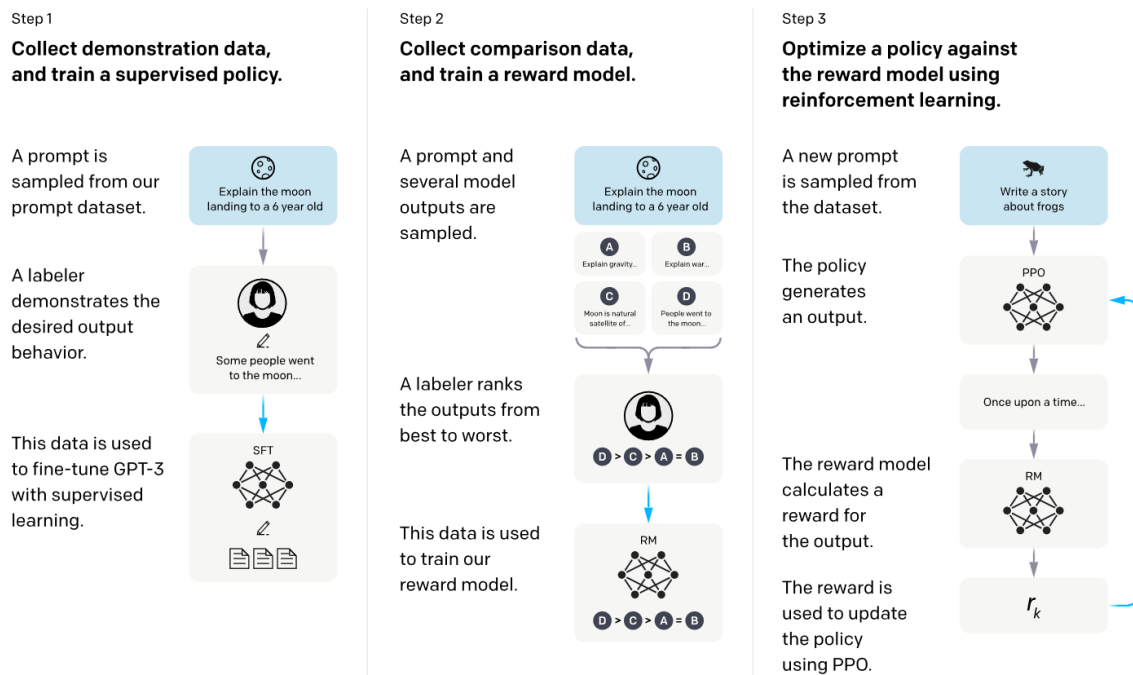 Step 1
Collect demonstration data,
and train a supervised policy.
A prompt is
sampled from our
prompt dataset.
Explain the moon
landing to a 6 year old
A labeler
demonstrates the
desired output
behavior.
Some people went
to the moon...
This data is used
to fine-tune GPT-3
with supervised
learning.
SFT
Step 2
Collect comparison data,
and train a reward model.
A prompt and
several model
outputs are
sampled.
Explain the moon
landing to a 6 year old
A
Explain gravity...
B
Explain war...
C
Moon is natural
satellite of...
D
People went to
the moon...
A labeler ranks
the outputs from
best to worst.
D > C > A = B
This data is used
to train our
reward model.
RM
D > C > A = B
Step 3
Optimize a policy against
the reward model using
reinforcement learning.
A new prompt
is sampled from
the dataset.
Write a story
about frogs
The policy
generates
an output.
PPO
Once upon a time...
The reward model
calculates a
reward for
the output.
RM
The reward is
used to update
the policy
using PPO.
rk